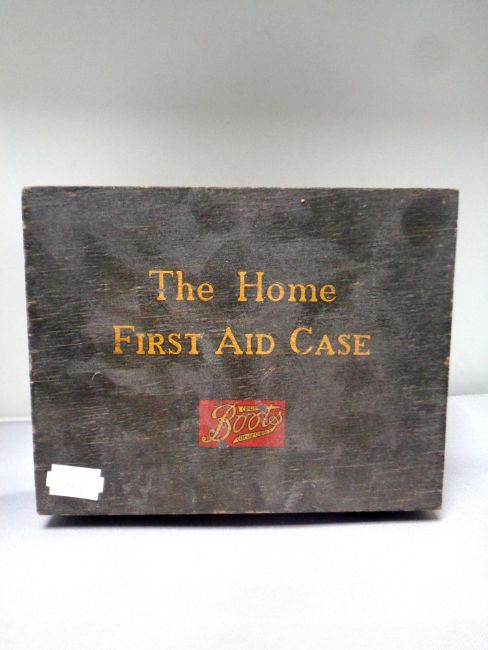 The Home
FIRST AID CASE
Boots